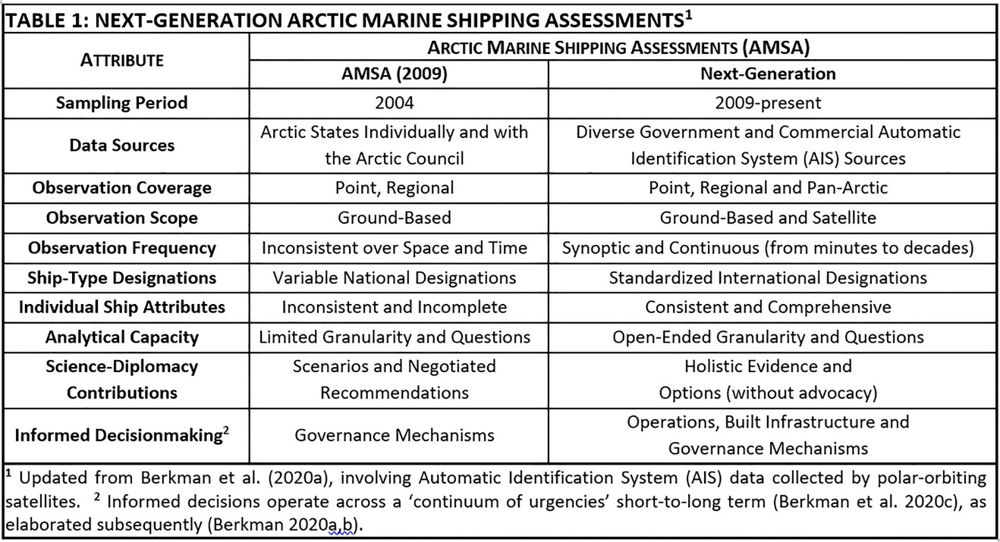 TABLE 1: NEXT-GENERATION ARCTIC MARINE SHIPPING ASSESSMENTS¹
ATTRIBUTE
ARCTIC MARINE SHIPPING ASSESSMENTS (AMSA)
AMSA (2009)
Next-Generation
Sampling Period
2004
2009-present
Data Sources
Arctic States Individually and with
the Arctic Council
Diverse Government and Commercial Automatic
Identification System (AIS) Sources
Observation Coverage
Point, Regional
Point, Regional and Pan-Arctic
Observation Scope
Ground-Based
Ground-Based and Satellite
Observation Frequency
Inconsistent over Space and Time
Synoptic and Continuous (from minutes to decades)
Ship-Type Designations
Variable National Designations
Standardized International Designations
Individual Ship Attributes
Inconsistent and Incomplete
Consistent and Comprehensive
Analytical Capacity
Limited Granularity and Questions
Open-Ended Granularity and Questions
Science-Diplomacy
Contributions
Scenarios and Negotiated
Recommendations
Holistic Evidence and
Options (without advocacy)
Informed Decisionmaking²
Governance Mechanisms
Operations, Built Infrastructure and
Governance Mechanisms
¹ Updated from Berkman et al. (2020a), involving Automatic Identification System (AIS) data collected by polar-orbiting
satellites. ² Informed decisions operate across a ‘continuum of urgencies’ short-to-long term (Berkman et al. 2020c), as
elaborated subsequently (Berkman 2020a,b).